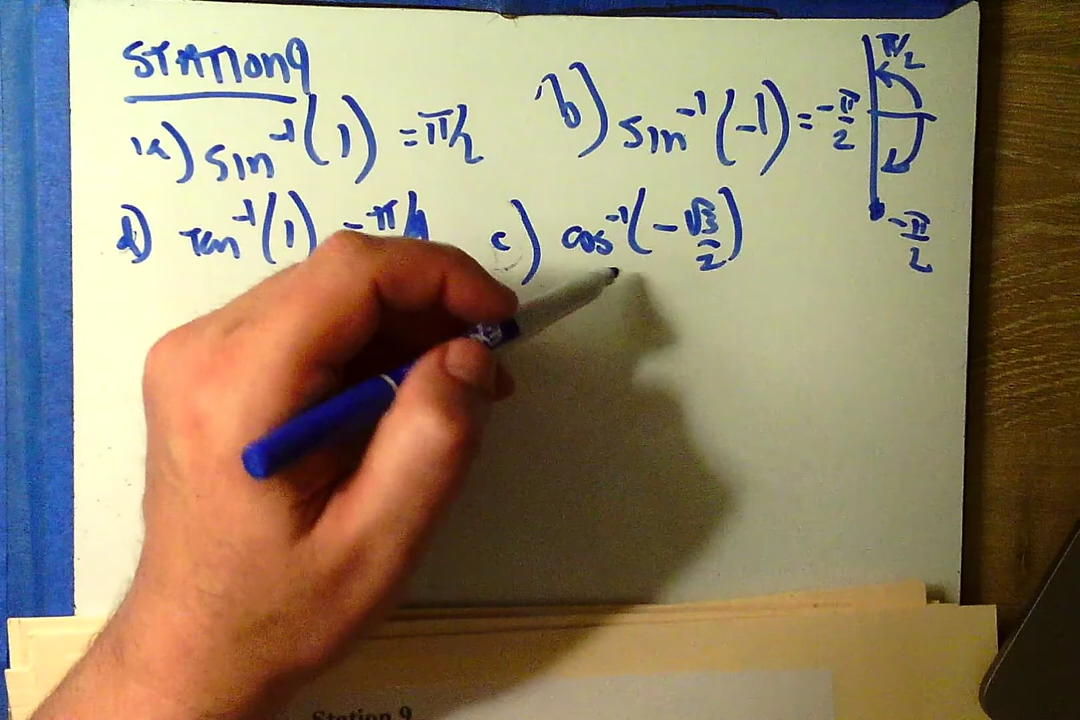 STATION 9
1a) sin⁻¹(1) = π/2
b) sin⁻¹(-1) = -π/2
π/2
-π/2
d) tan⁻¹(1) = π/4
c) cos⁻¹(-√3/2)
Station 9